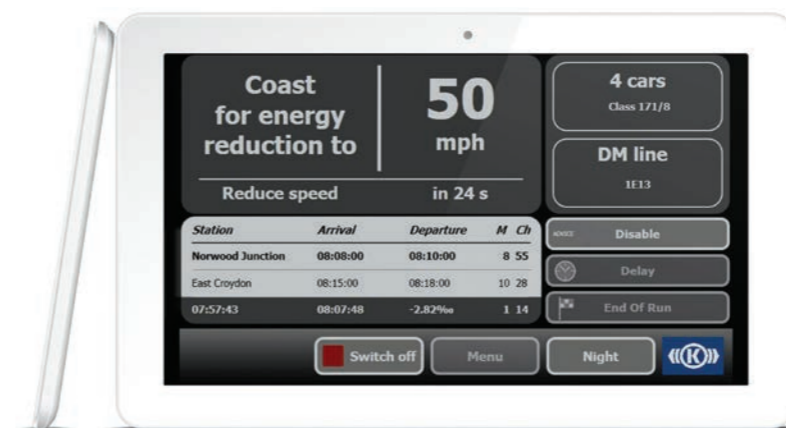 Coast
for energy
reduction to
50
mph
Reduce speed in 24 s
4 cars
Class 171/8
DM line
1E13
Station Arrival Departure M Ch
Norwood Junction 08:08:00 08:10:00 8 55
East Croydon 08:15:00 08:18:00 10 28
07:57:43 08:07:48 -2.82‰ 1 14
ADVICE Disable
Delay
End Of Run
Switch off Menu Night ((K))